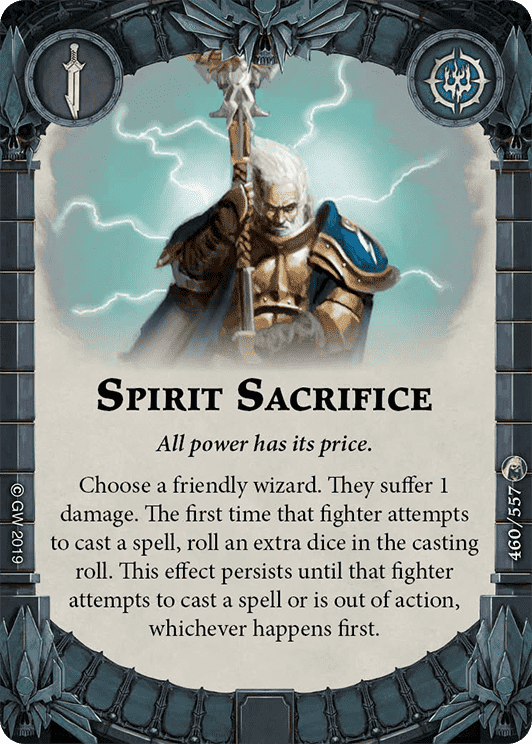 Spirit Sacrifice
All power has its price.
Choose a friendly wizard. They suffer 1
damage. The first time that fighter attempts
to cast a spell, roll an extra dice in the casting
roll. This effect persists until that fighter
attempts to cast a spell or is out of action,
whichever happens first.
© GW 2019
460/557